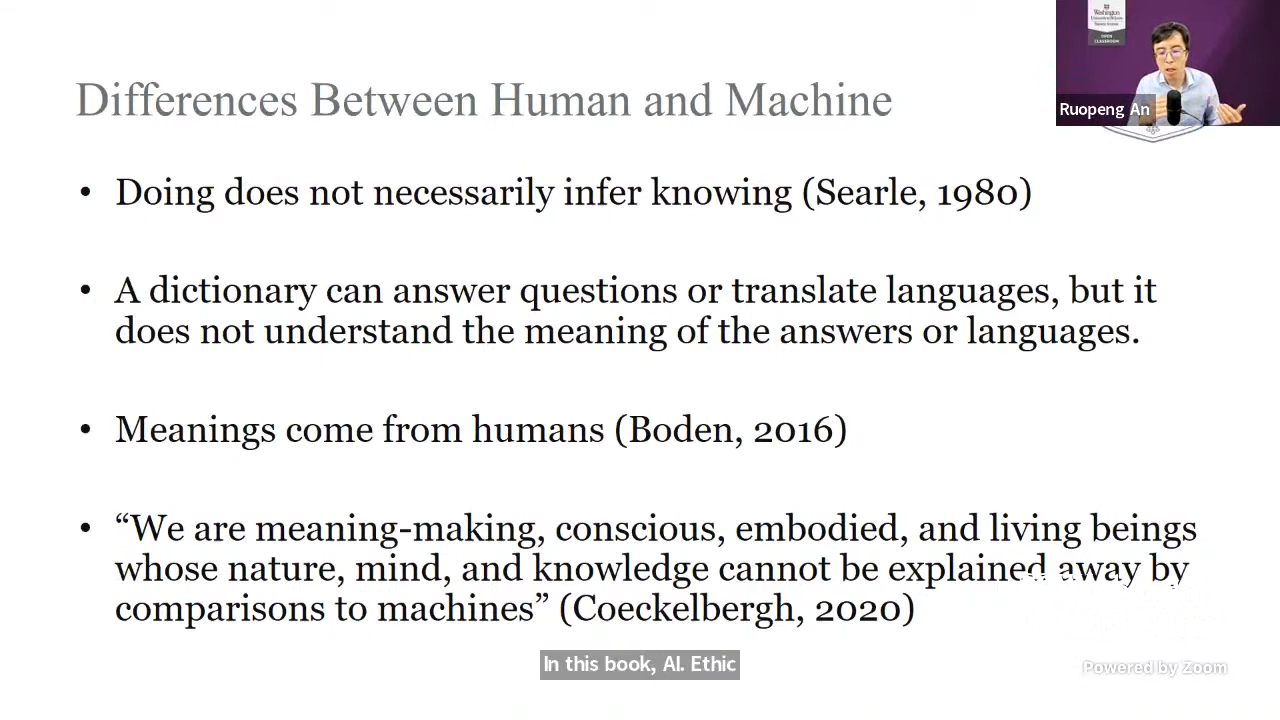 Washington
OPEN
CLASSROOM
Ruopeng An
Differences Between Human and Machine
• Doing does not necessarily infer knowing (Searle, 1980)
• A dictionary can answer questions or translate languages, but it
does not understand the meaning of the answers or languages.
• Meanings come from humans (Boden, 2016)
• “We are meaning-making, conscious, embodied, and living beings
whose nature, mind, and knowledge cannot be explained away by
comparisons to machines” (Coeckelbergh, 2020)
In this book, AI. Ethic
Powered by Zoom